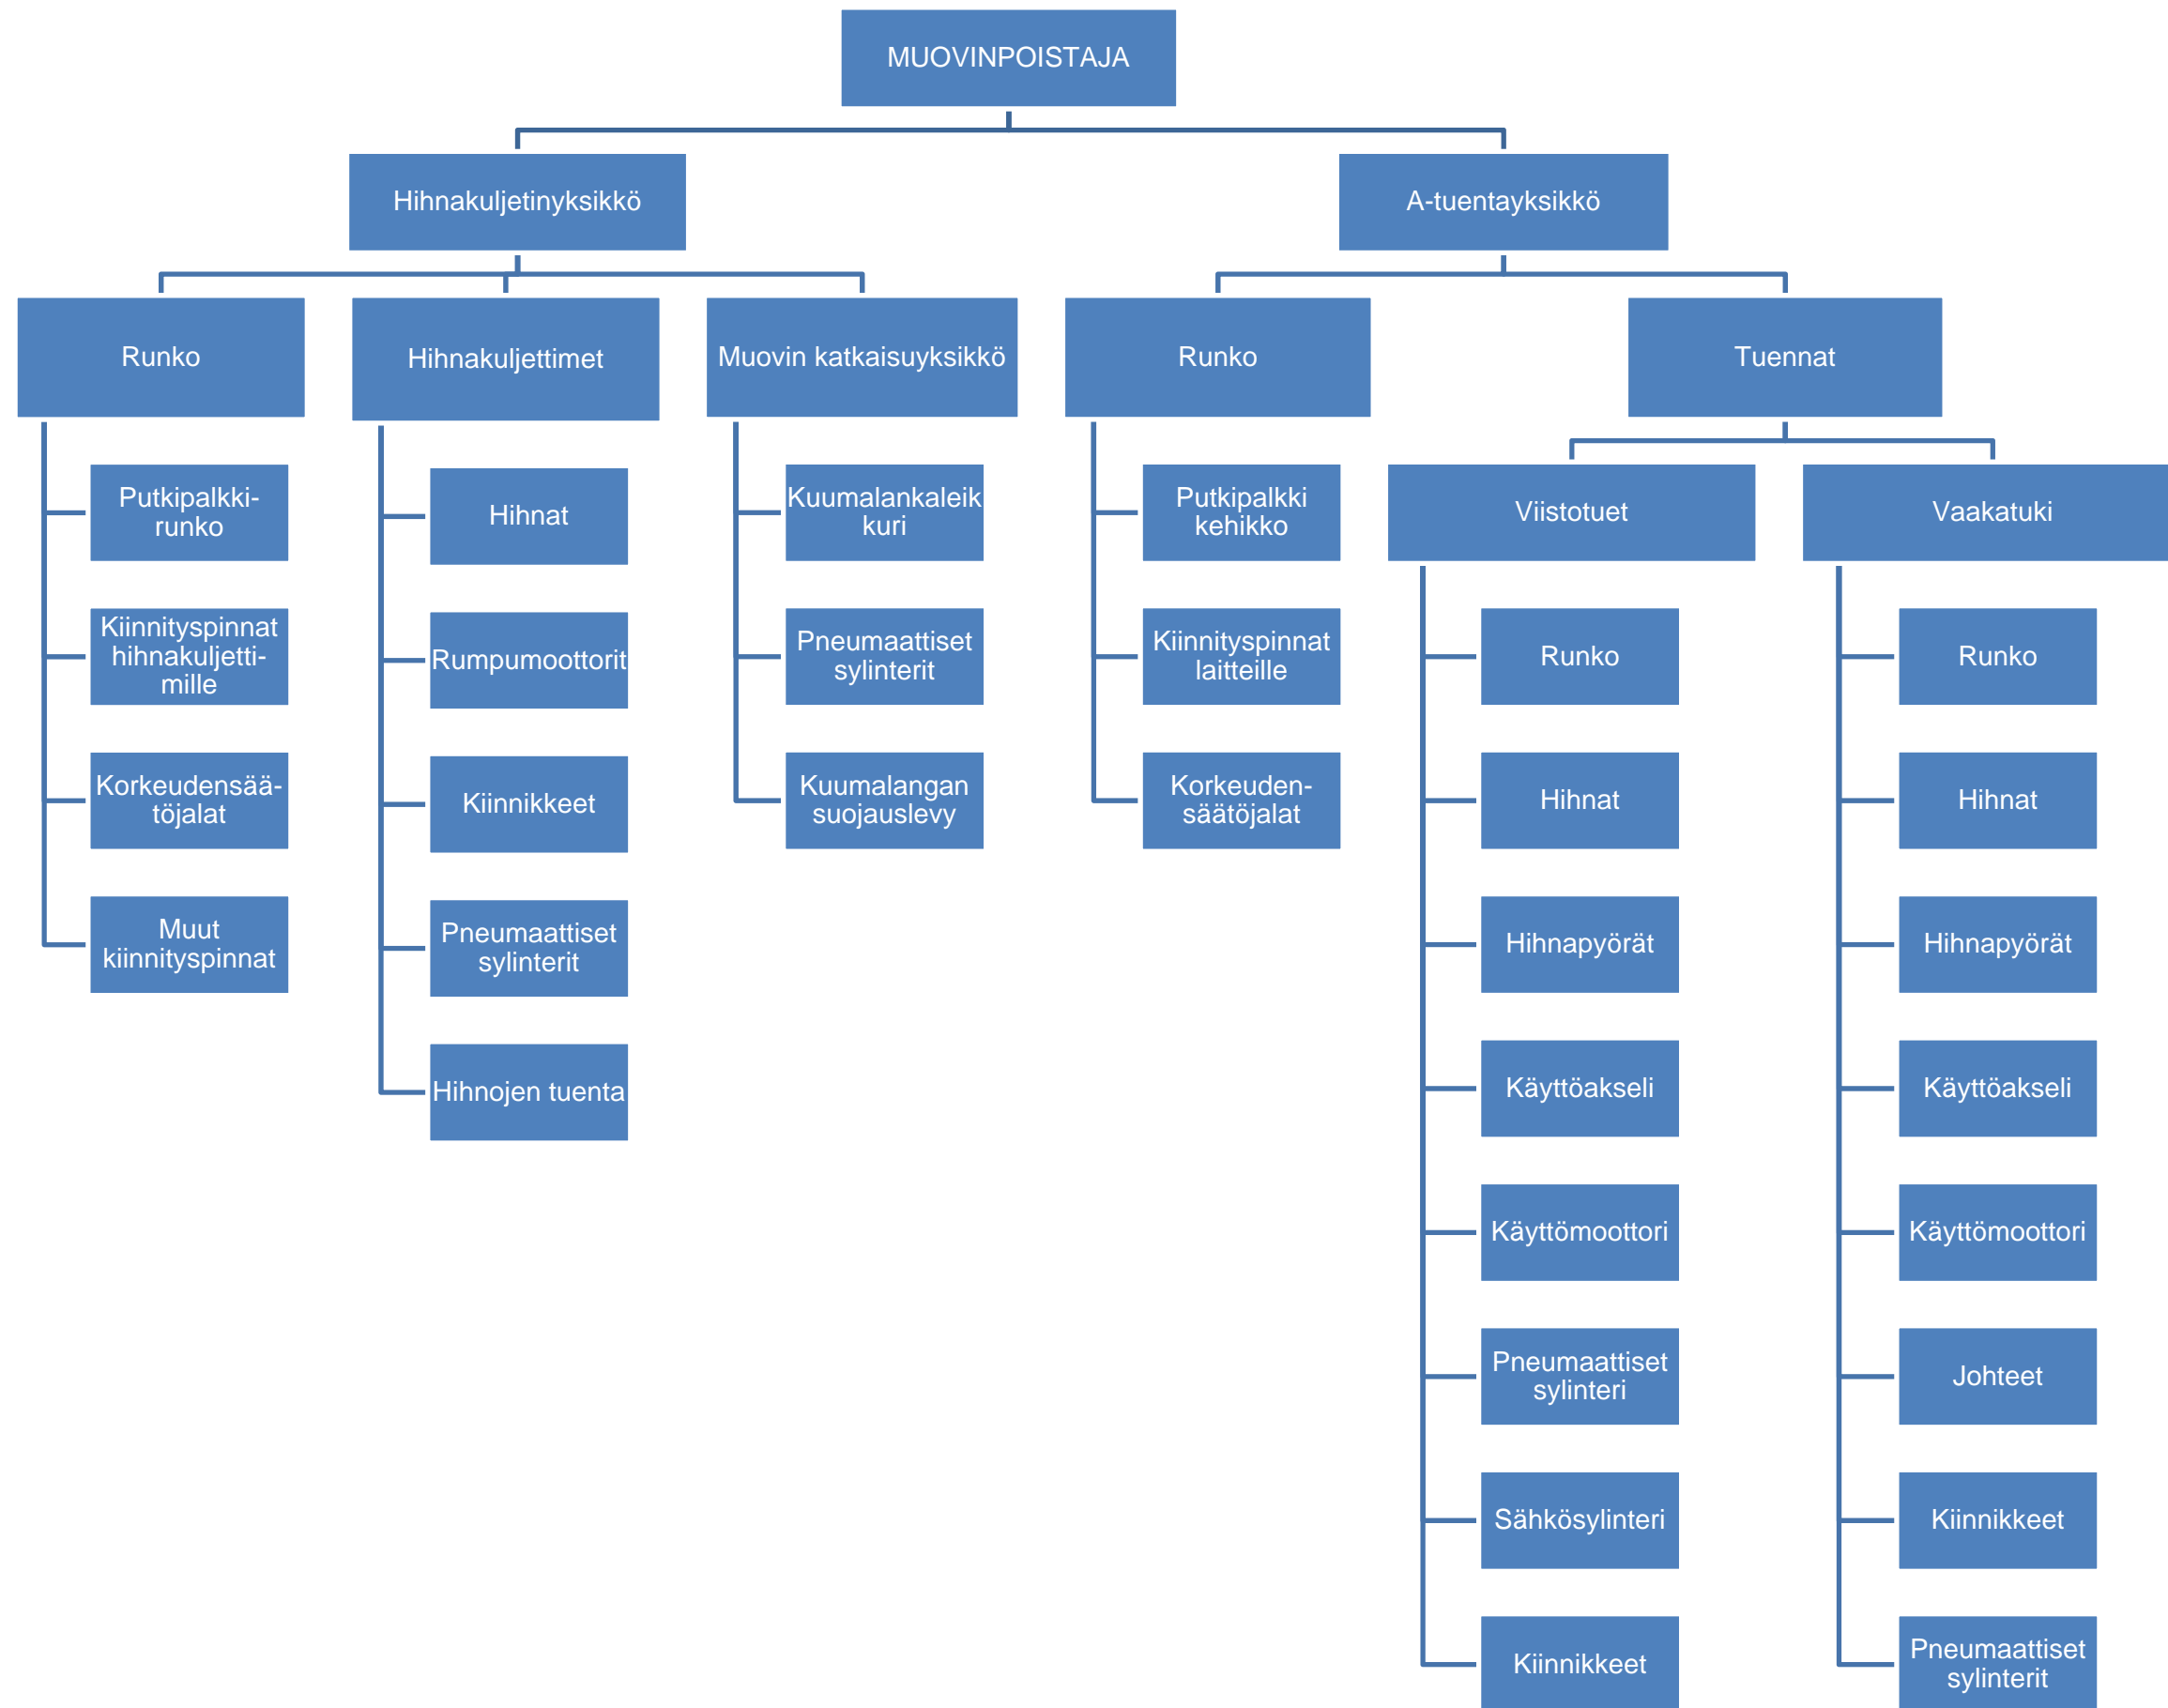 MUOVINPOISTAJA
Hihnakuljetinyksikkö
A-tuentayksikkö
Runko
Hihnakuljettimet
Muovin katkaisuyksikkö
Runko
Tuennat
Putkipalkki-
runko
Kiinnityspinnat
hihnakuljetti-
mille
Korkeudensää-
töjalat
Muut
kiinnityspinnat
Hihnat
Rumpumoottorit
Kiinnikkeet
Pneumaattiset
sylinterit
Hihnojen tuenta
Kuumalankaleik
kuri
Pneumaattiset
sylinterit
Kuumalangan
suojauslevy
Putkipalkki
kehikko
Kiinnityspinnat
laitteille
Korkeuden-
säätöjalat
Viistotuet
Vaakatuki
Runko
Hihnat
Hihnapyörät
Käyttöakseli
Käyttömoottori
Pneumaattiset
sylinteri
Sähkösylinteri
Kiinnikkeet
Runko
Hihnat
Hihnapyörät
Käyttöakseli
Käyttömoottori
Johteet
Kiinnikkeet
Pneumaattiset
sylinterit